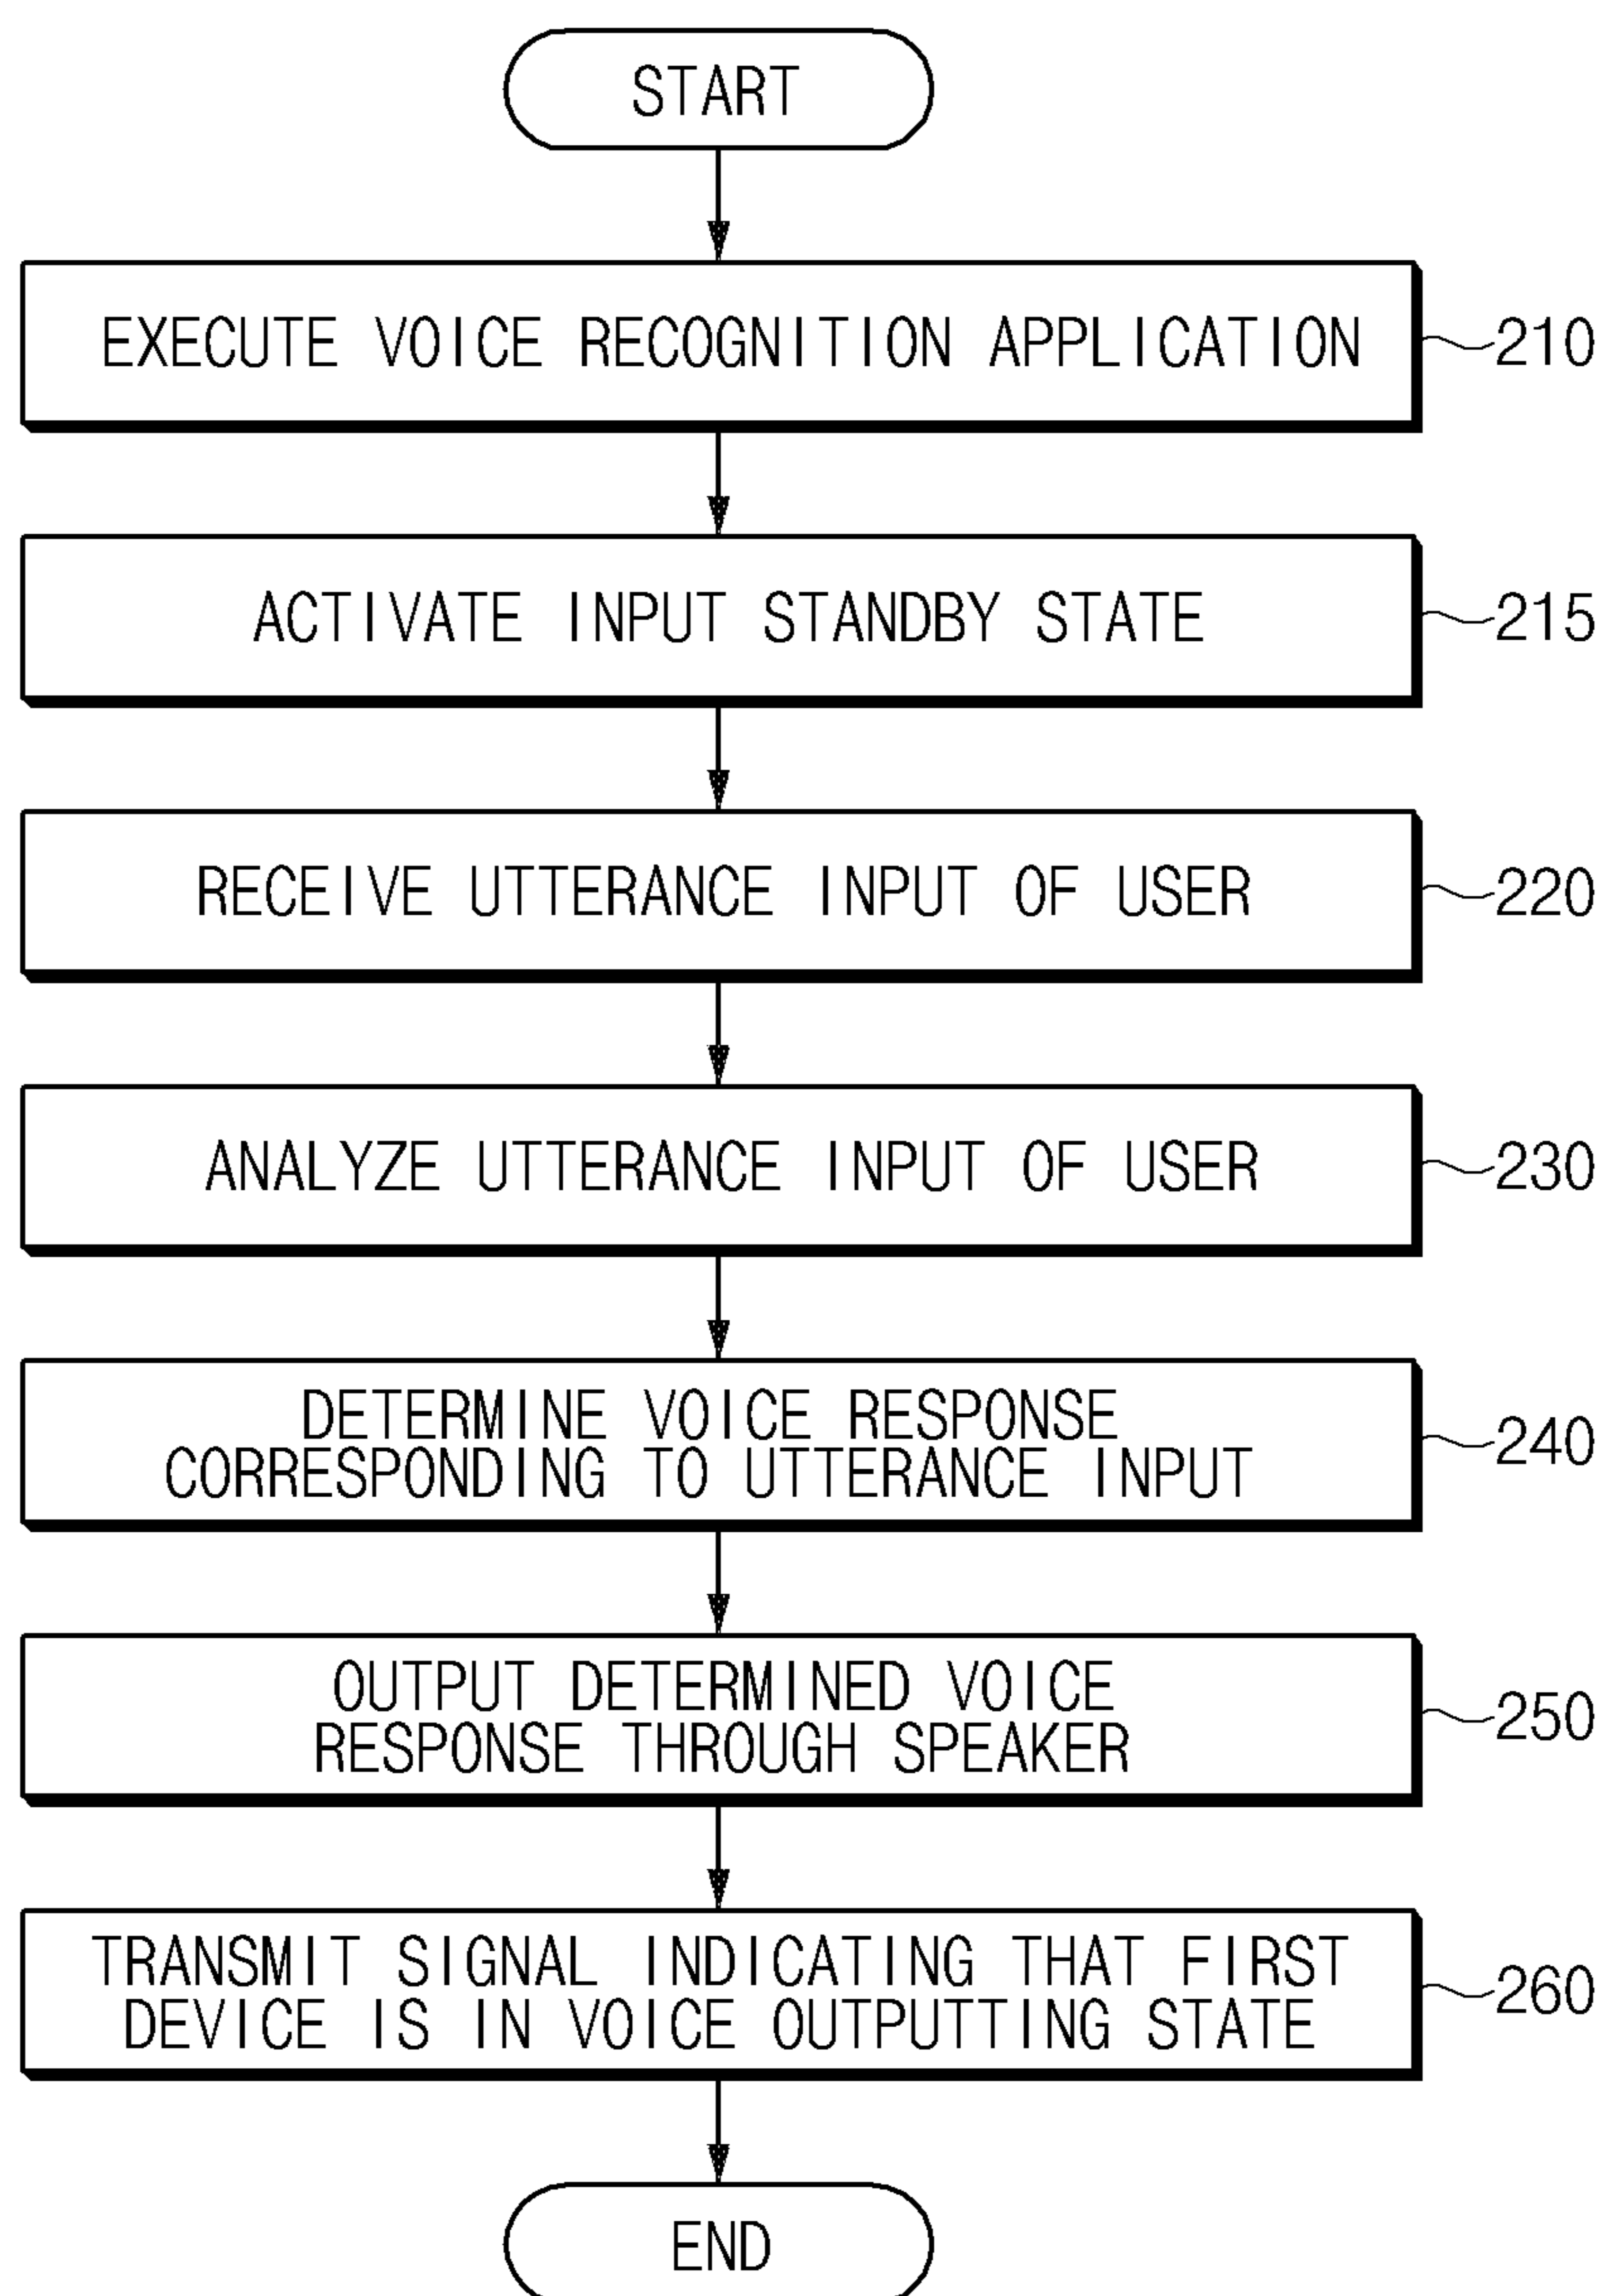 START
EXECUTE VOICE RECOGNITION APPLICATION
210
ACTIVATE INPUT STANDBY STATE
215
RECEIVE UTTERANCE INPUT OF USER
220
ANALYZE UTTERANCE INPUT OF USER
230
DETERMINE VOICE RESPONSE
CORRESPONDING TO UTTERANCE INPUT
240
OUTPUT DETERMINED VOICE
RESPONSE THROUGH SPEAKER
250
TRANSMIT SIGNAL INDICATING THAT FIRST
DEVICE IS IN VOICE OUTPUTTING STATE
260
END